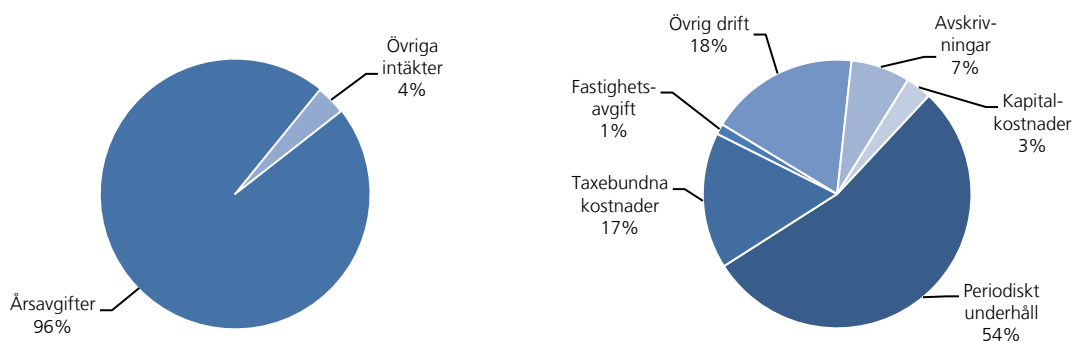 Övriga
intäkter
4%
Årsavgifter
96%
Övrig drift
18%
Avskriv-
ningar
7%
Fastighets-
avgift
1%
Kapital-
kostnader
3%
Taxebundna
kostnader
17%
Periodiskt
underhåll
54%